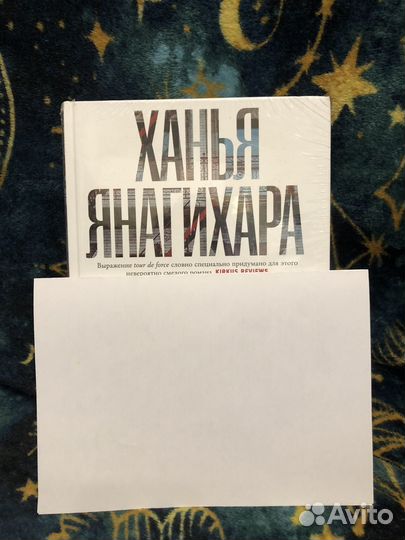 ХАНЬЯ
ЯНАГИХАРА
Выражение tour de force словно специально придумано для этого
невероятно смелого романа. KIRKUS REVIEWS
Avito